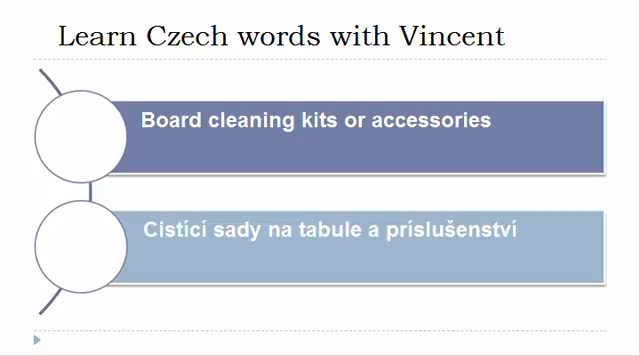 Learn Czech words with Vincent
Board cleaning kits or accessories
Cistící sady na tabule a príslušenství